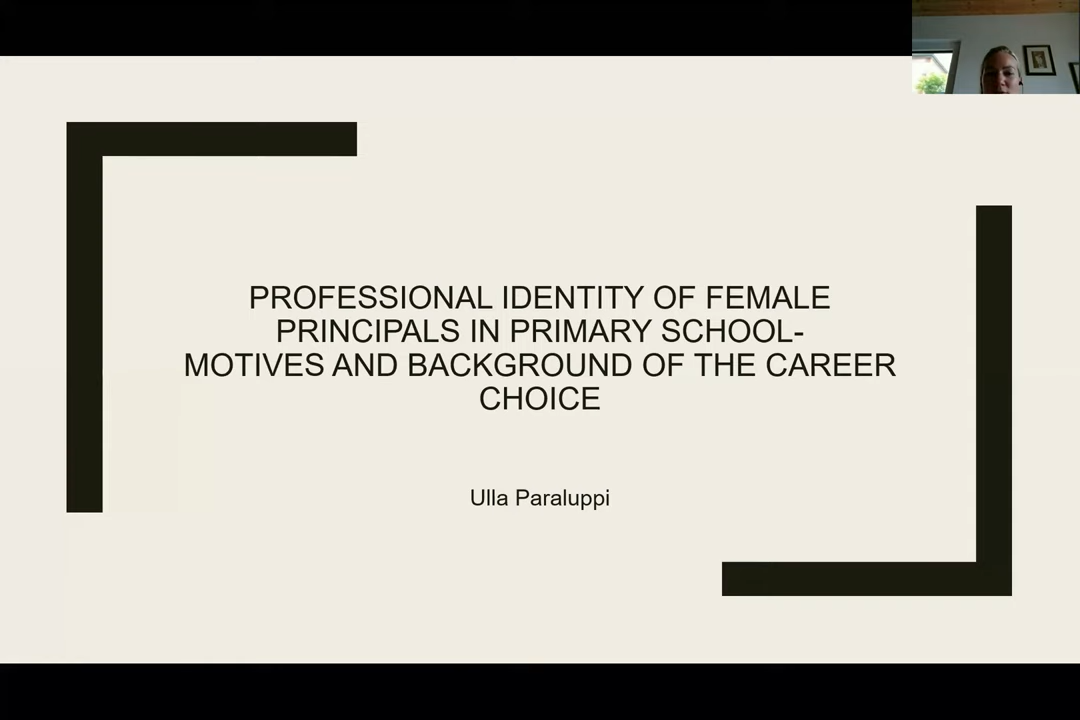 PROFESSIONAL IDENTITY OF FEMALE
PRINCIPALS IN PRIMARY SCHOOL-
MOTIVES AND BACKGROUND OF THE CAREER
CHOICE
Ulla Paraluppi